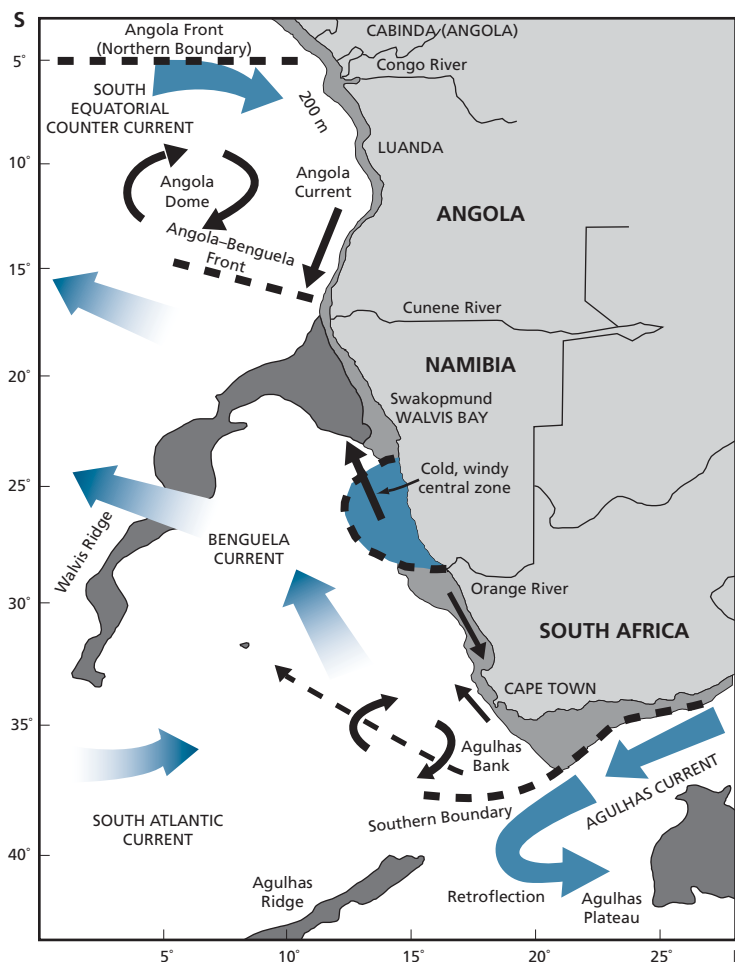 S
Angola Front
(Northern Boundary)
CABINDA (ANGOLA)
5°
Congo River
SOUTH
EQUATORIAL
COUNTER CURRENT
200 m
LUANDA
10°
Angola
Dome
Angola
Current
ANGOLA
Angola–Benguela
Front
15°
Cunene River
NAMIBIA
20°
Swakopmund
WALVIS BAY
Cold, windy
central zone
25°
Walvis Ridge
BENGUELA
CURRENT
Orange River
30°
SOUTH AFRICA
CAPE TOWN
35°
Agulhas
Bank
AGULHAS CURRENT
Southern Boundary
SOUTH ATLANTIC
CURRENT
40°
Agulhas
Ridge
Retroflection
Agulhas
Plateau
5°
10°
15°
20°
25°